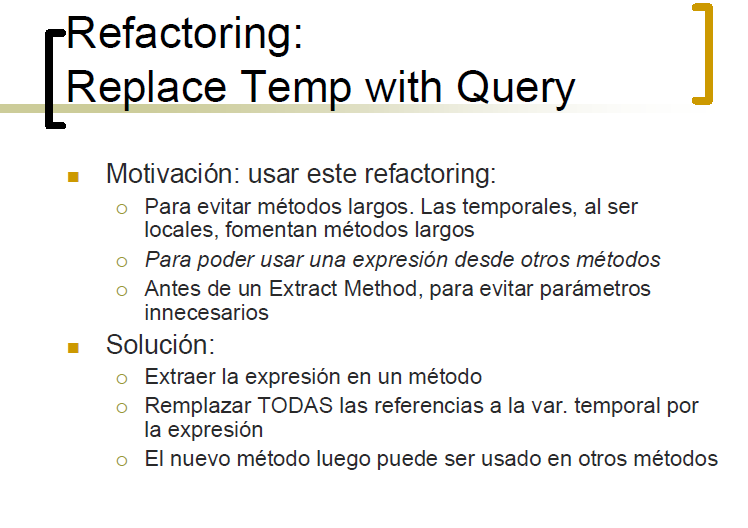 Refactoring:
Replace Temp with Query
Motivación: usar este refactoring:
Para evitar métodos largos. Las temporales, al ser
locales, fomentan métodos largos
Para poder usar una expresión desde otros métodos
Antes de un Extract Method, para evitar parámetros
innecesarios
Solución:
Extraer la expresión en un método
Remplazar TODAS las referencias a la var. temporal por
la expresión
El nuevo método luego puede ser usado en otros métodos